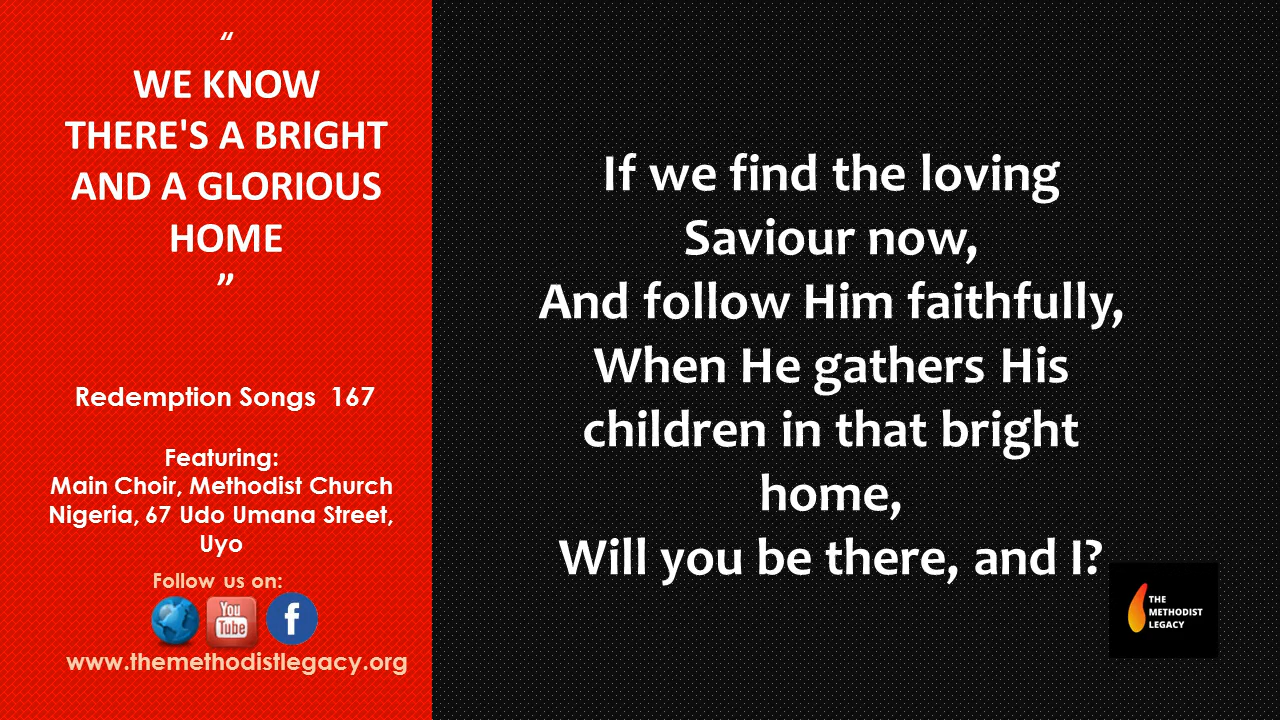 “
WE KNOW
THERE'S A BRIGHT
AND A GLORIOUS
HOME
”
Redemption Songs 167
Featuring:
Main Choir, Methodist Church
Nigeria, 67 Udo Umana Street,
Uyo
Follow us on:
You
Tube
f
www.themethodistlegacy.org
If we find the loving
Saviour now,
And follow Him faithfully,
When He gathers His
children in that bright
home,
Will you be there, and I?
THE
METHODIST
LEGACY